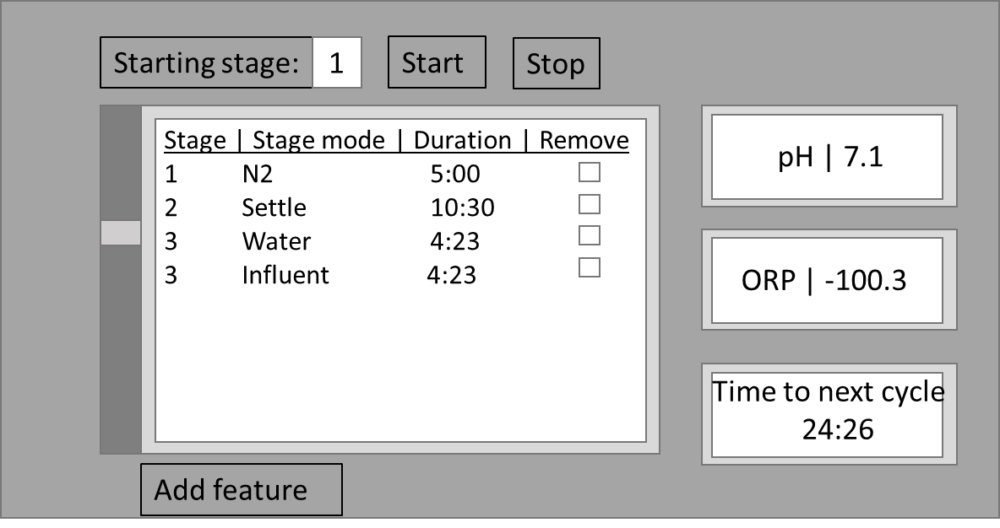 Starting stage: 1 Start Stop
Stage | Stage mode | Duration | Remove
1 N2 5:00
2 Settle 10:30
3 Water 4:23
3 Influent 4:23
Add feature
pH | 7.1
ORP | -100.3
Time to next cycle
24:26